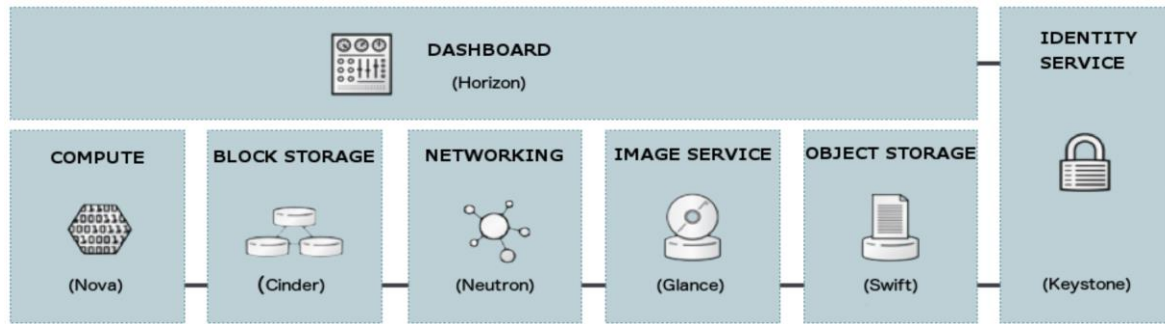 DASHBOARD
(Horizon)
IDENTITY
SERVICE
(Keystone)
COMPUTE
(Nova)
BLOCK STORAGE
(Cinder)
NETWORKING
(Neutron)
IMAGE SERVICE
(Glance)
OBJECT STORAGE
(Swift)